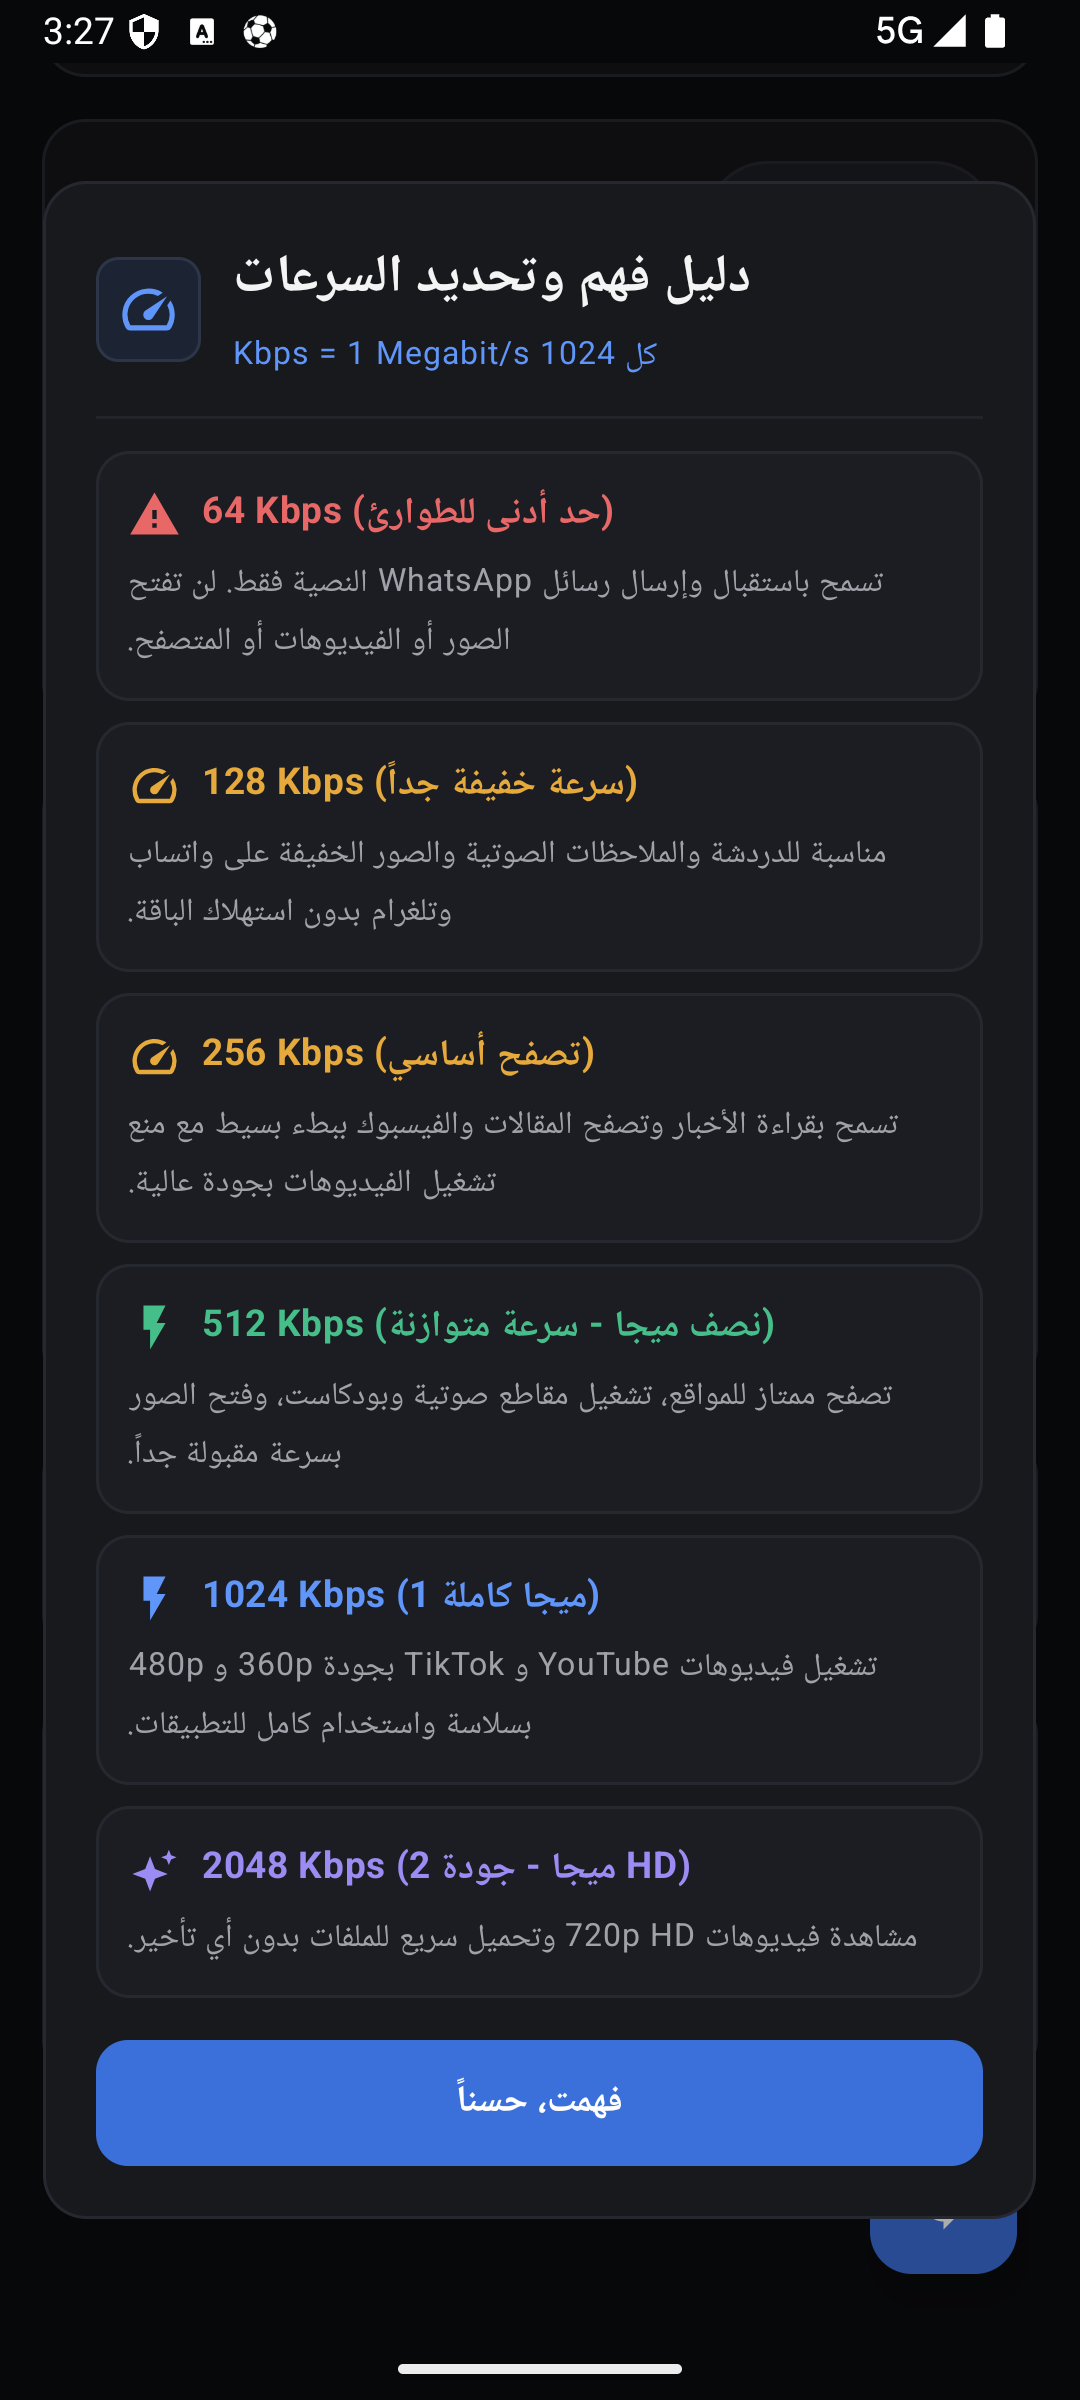 3:27
5G
دليل فهم وتحديد السرعات
كل 1024 Kbps = 1 Megabit/s
64 Kbps (حد أدنى للطوارئ)
تسمح باستقبال وإرسال رسائل WhatsApp النصية فقط. لن تفتح
الصور أو الفيديوهات أو المتصفح.
128 Kbps (سرعة خفيفة جداً)
مناسبة للدردشة والملاحظات الصوتية والصور الخفيفة على واتساب
وتلغرام بدون استهلاك الباقة.
256 Kbps (تصفح أساسي)
تسمح بقراءة الأخبار وتصفح المقالات والفيسبوك ببطء بسيط مع منع
تشغيل الفيديوهات بجودة عالية.
512 Kbps (نصف ميجا - سرعة متوازنة)
تصفح ممتاز للمواقع، تشغيل مقاطع صوتية وبودكاست، وفتح الصور
بسرعة مقبولة جداً.
1024 Kbps (1 ميجا كاملة)
تشغيل فيديوهات YouTube و TikTok بجودة 360p و 480p
بسلاسة واستخدام كامل للتطبيقات.
2048 Kbps (2 ميجا - جودة HD)
مشاهدة فيديوهات 720p HD وتحميل سريع للملفات بدون أي تأخير.
فهمت، حسناً